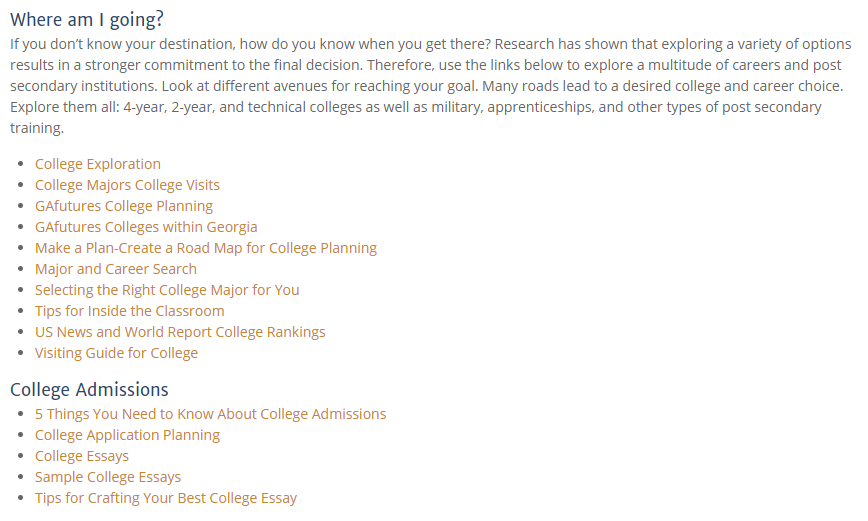 Where am I going?
If you don’t know your destination, how do you know when you get there? Research has shown that exploring a variety of options
results in a stronger commitment to the final decision. Therefore, use the links below to explore a multitude of careers and post
secondary institutions. Look at different avenues for reaching your goal. Many roads lead to a desired college and career choice.
Explore them all: 4-year, 2-year, and technical colleges as well as military, apprenticeships, and other types of post secondary
training.
College Exploration
College Majors College Visits
GAfutures College Planning
GAfutures Colleges within Georgia
Make a Plan-Create a Road Map for College Planning
Major and Career Search
Selecting the Right College Major for You
Tips for Inside the Classroom
US News and World Report College Rankings
Visiting Guide for College
College Admissions
5 Things You Need to Know About College Admissions
College Application Planning
College Essays
Sample College Essays
Tips for Crafting Your Best College Essay